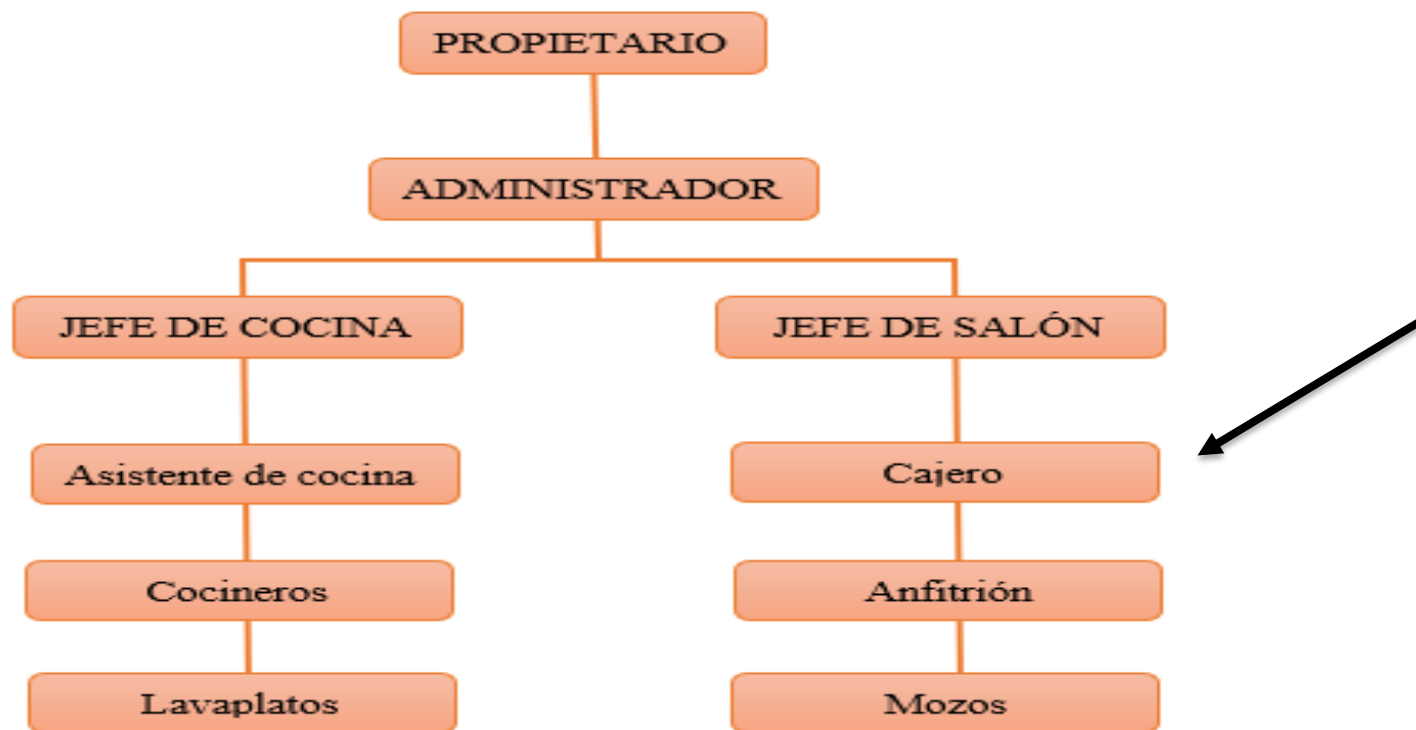 PROPIETARIO
ADMINISTRADOR
JEFE DE COCINA
JEFE DE SALÓN
Asistente de cocina
Cajero
Cocineros
Anfitrión
Lavaplatos
Mozos